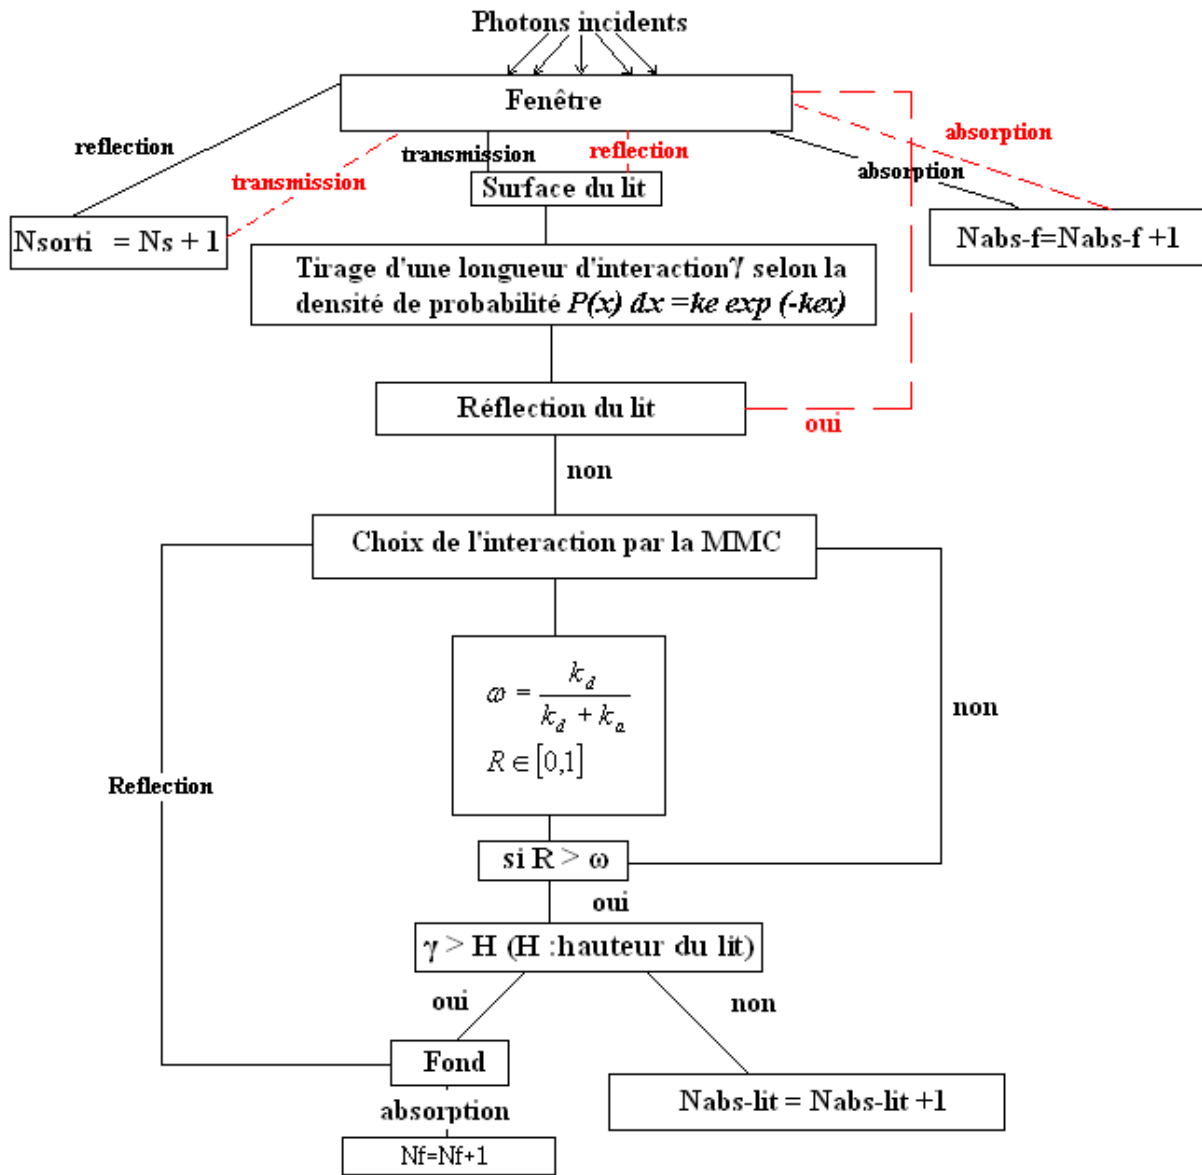 Photons incidents
Fenêtre
reflection
transmission
transmission
reflection
absorption
absorption
Surface du lit
Nsorti = Ns + 1
Nabs-f=Nabs-f +1
Tirage d'une longueur d'interactionγ selon la
densité de probabilité P(x) dx =ke exp (-kex)
Réflection du lit
oui
non
Choix de l'interaction par la MMC
ω = k_d / (k_d + k_a)
R ∈ [0,1]
non
Reflection
si R > ω
oui
γ > H (H :hauteur du lit)
oui
non
Fond
Nabs-lit = Nabs-lit +1
absorption
Nf=Nf+1